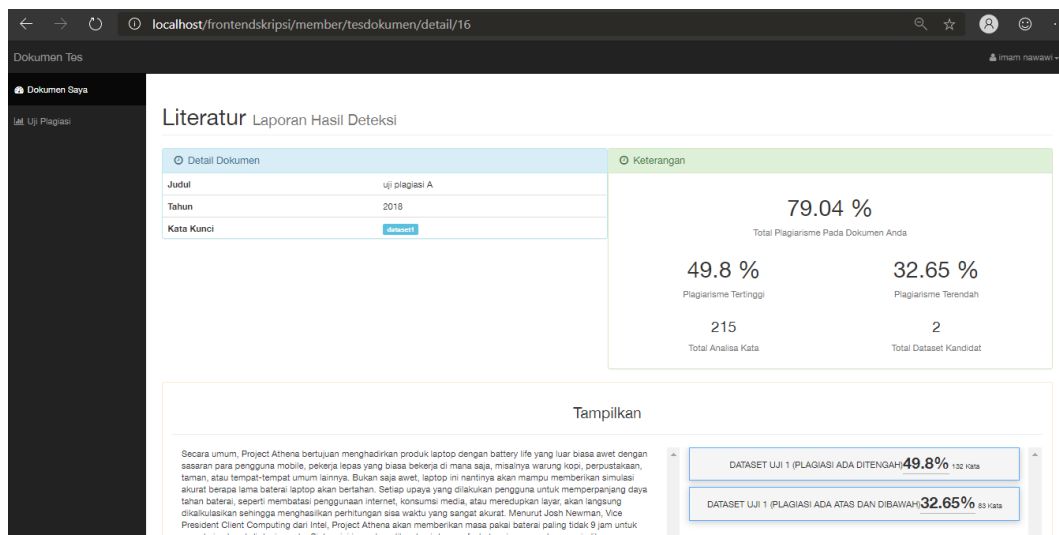 localhost/frontendskripsi/member/tesdokumen/detail/16
Dokumen Tes
imam nawawi
Dokumen Saya
Uji Plagiasi
Literatur Laporan Hasil Deteksi
Detail Dokumen
Judul uji plagiasi A
Tahun 2018
Kata Kunci dataset1
Keterangan
79.04 %
Total Plagiarisme Pada Dokumen Anda
49.8 % 32.65 %
Plagiarisme Tertinggi Plagiarisme Terendah
215 2
Total Analisa Kata Total Dataset Kandidat
Tampilkan
Secara umum, Project Athena bertujuan menghadirkan produk laptop dengan battery life yang luar biasa awet dengan
sasaran para pengguna mobile, pekerja lepas yang biasa bekerja di mana saja, misalnya warung kopi, perpustakaan,
taman, atau tempat-tempat umum lainnya. Bukan saja awet, laptop ini nantinya akan mampu memberikan simulasi
akurat berapa lama baterai laptop akan bertahan. Setiap upaya yang dilakukan pengguna untuk memperpanjang daya
tahan baterai, seperti membatasi penggunaan internet, konsumsi media, atau meredupkan layar, akan langsung
dikalkulasikan sehingga menghasilkan perhitungan sisa waktu yang sangat akurat. Menurut Josh Newman, Vice
President Client Computing dari Intel, Project Athena akan memberikan masa pakai baterai paling tidak 9 jam untuk
DATASET UJI 1 (PLAGIASI ADA DITENGAH)49.8% 132 Kata
DATASET UJI 1 (PLAGIASI ADA ATAS DAN DIBAWAH)32.65% 83 Kata